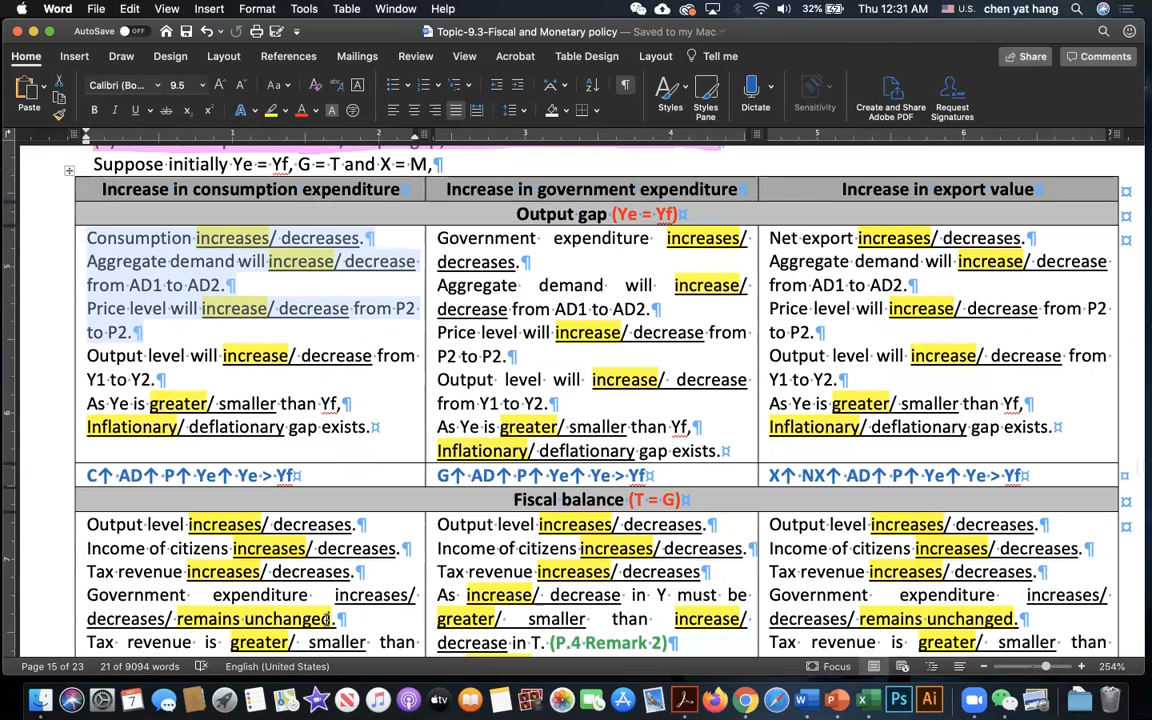 Word File Edit View Insert Format Tools Table Window Help 32% Thu 12:31 AM U.S. chen yat hang
AutoSave OFF Topic-9.3-Fiscal and Monetary policy — Saved to my Mac
Home Insert Draw Design Layout References Mailings Review View Acrobat Table Design Layout Tell me Share Comments
Calibri (Bo... 9.5
Paste Styles Styles Pane Dictate Sensitivity Create and Share Adobe PDF Request Signatures
1 2 3 4 5 6 7
Suppose initially Ye = Yf, G = T and X = M,
Increase in consumption expenditure Increase in government expenditure Increase in export value
Output gap (Ye = Yf)
Consumption increases/ decreases.
Aggregate demand will increase/ decrease
from AD1 to AD2.
Price level will increase/ decrease from P2
to P2.
Output level will increase/ decrease from
Y1 to Y2.
As Ye is greater/ smaller than Yf,
Inflationary/ deflationary gap exists.
Government expenditure increases/
decreases.
Aggregate demand will increase/
decrease from AD1 to AD2.
Price level will increase/ decrease from
P2 to P2.
Output level will increase/ decrease
from Y1 to Y2.
As Ye is greater/ smaller than Yf,
Inflationary/ deflationary gap exists.
Net export increases/ decreases.
Aggregate demand will increase/ decrease
from AD1 to AD2.
Price level will increase/ decrease from P2
to P2.
Output level will increase/ decrease from
Y1 to Y2.
As Ye is greater/ smaller than Yf,
Inflationary/ deflationary gap exists.
C↑ AD↑ P↑ Ye↑ Ye > Yf G↑ AD↑ P↑ Ye↑ Ye > Yf X↑ NX↑ AD↑ P↑ Ye↑ Ye > Yf
Fiscal balance (T = G)
Output level increases/ decreases.
Income of citizens increases/ decreases.
Tax revenue increases/ decreases.
Government expenditure increases/
decreases/ remains unchanged.
Tax revenue is greater/ smaller than
Output level increases/ decreases.
Income of citizens increases/ decreases.
Tax revenue increases/ decreases
As increase/ decrease in Y must be
greater/ smaller than increase/
decrease in T. (P.4 Remark 2)
Output level increases/ decreases.
Income of citizens increases/ decreases.
Tax revenue increases/ decreases.
Government expenditure increases/
decreases/ remains unchanged.
Tax revenue is greater/ smaller than
Page 15 of 23 21 of 9094 words English (United States) Focus 254%